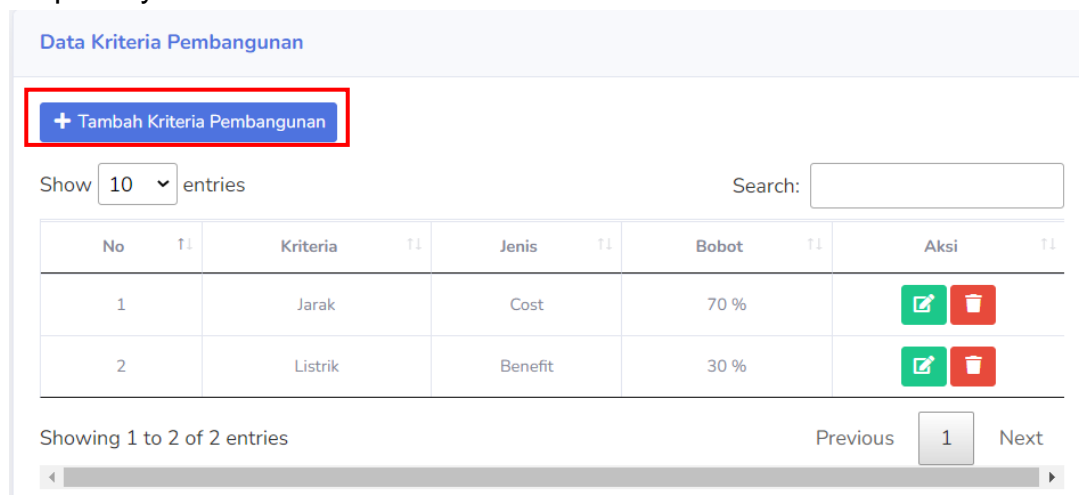 Data Kriteria Pembangunan
Tambah Kriteria Pembangunan
Show 10 entries Search:
No Kriteria Jenis Bobot Aksi
1 Jarak Cost 70 %
2 Listrik Benefit 30 %
Showing 1 to 2 of 2 entries Previous 1 Next